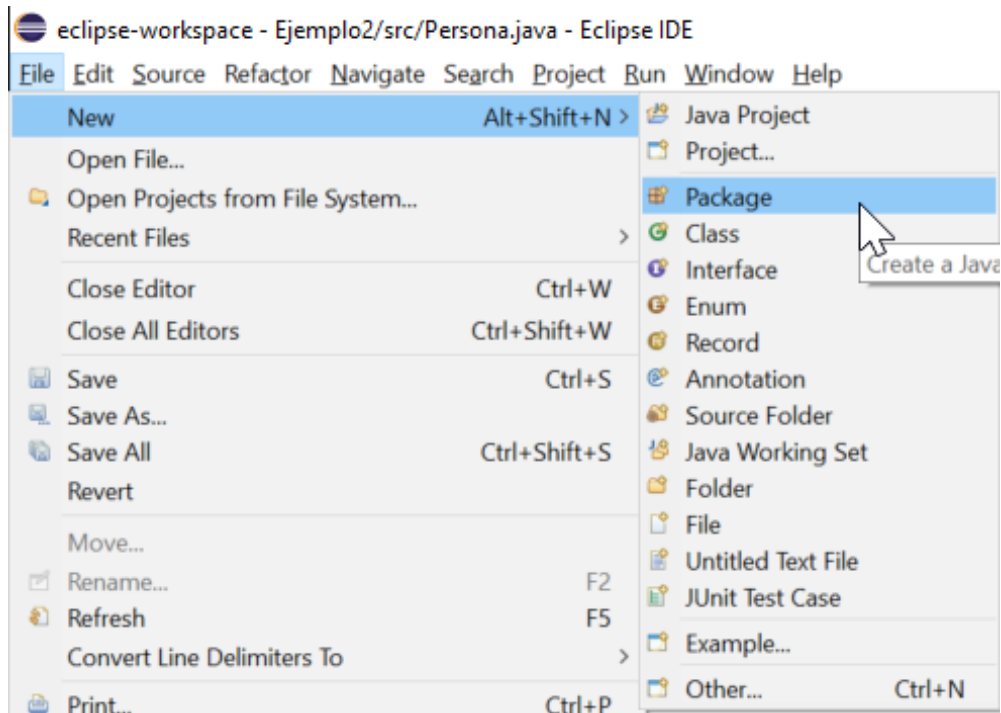 eclipse-workspace - Ejemplo2/src/Persona.java - Eclipse IDE
File Edit Source Refactor Navigate Search Project Run Window Help
New Alt+Shift+N >
Open File...
Open Projects from File System...
Recent Files >
Close Editor Ctrl+W
Close All Editors Ctrl+Shift+W
Save Ctrl+S
Save As...
Save All Ctrl+Shift+S
Revert
Move...
Rename... F2
Refresh F5
Convert Line Delimiters To >
Print... Ctrl+P
Java Project
Project...
Package
Class
Create a Java
Interface
Enum
Record
Annotation
Source Folder
Java Working Set
Folder
File
Untitled Text File
JUnit Test Case
Example...
Other... Ctrl+N